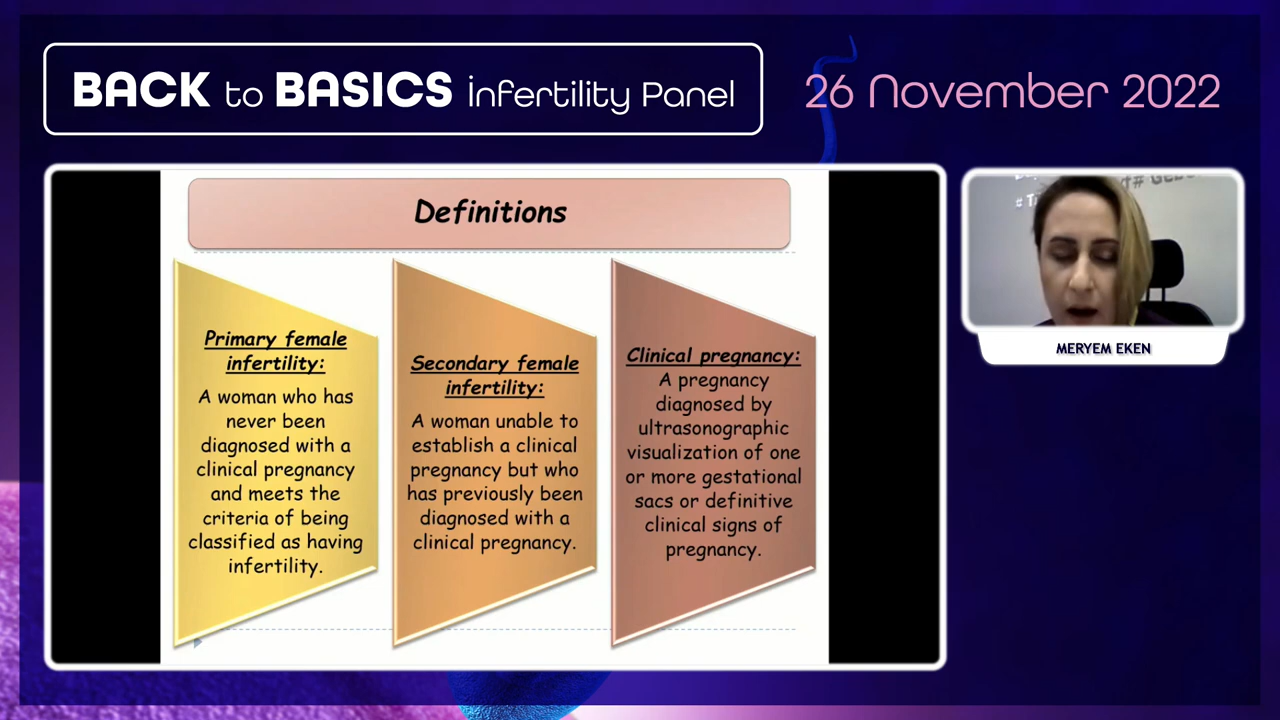 BACK to BASICS infertility Panel
26 November 2022
Definitions
Primary female
infertility:
A woman who has
never been
diagnosed with a
clinical pregnancy
and meets the
criteria of being
classified as having
infertility.
Secondary female
infertility:
A woman unable to
establish a clinical
pregnancy but who
has previously been
diagnosed with a
clinical pregnancy.
Clinical pregnancy:
A pregnancy
diagnosed by
ultrasonographic
visualization of one
or more gestational
sacs or definitive
clinical signs of
pregnancy.
MERYEM EKEN